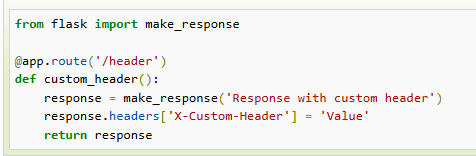 from flask import make_response

@app.route('/header')
def custom_header():
    response = make_response('Response with custom header')
    response.headers['X-Custom-Header'] = 'Value'
    return response